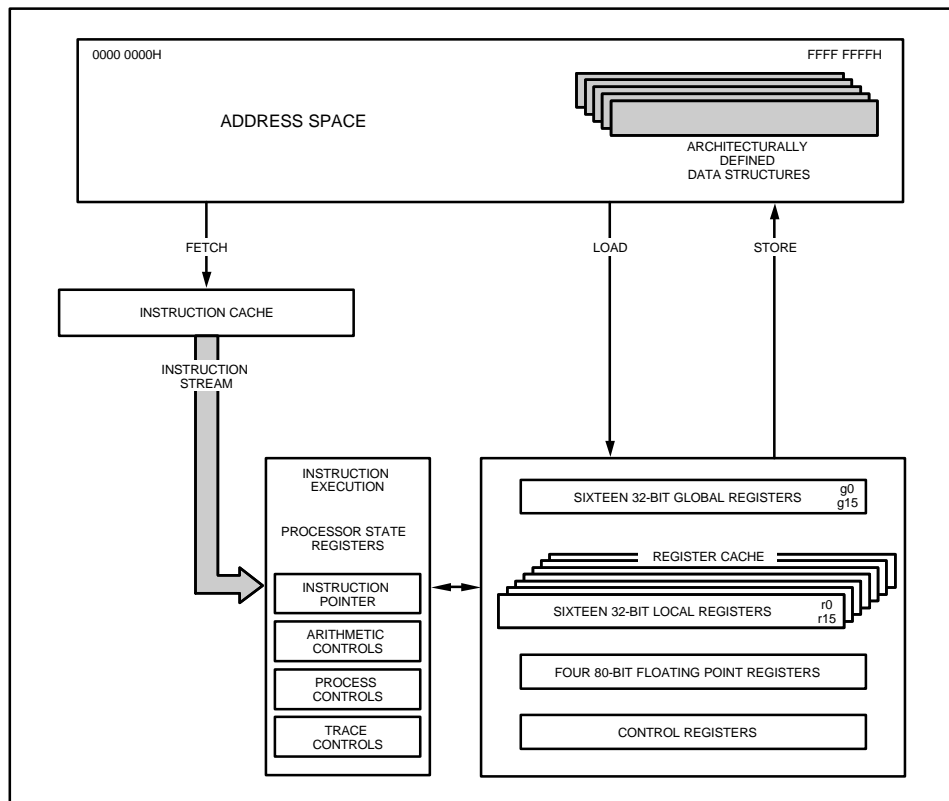 0000 0000H
FFFF FFFFH
ADDRESS SPACE
ARCHITECTURALLY
DEFINED
DATA STRUCTURES
FETCH
LOAD
STORE
INSTRUCTION CACHE
INSTRUCTION
STREAM
INSTRUCTION
EXECUTION
PROCESSOR STATE
REGISTERS
INSTRUCTION
POINTER
ARITHMETIC
CONTROLS
PROCESS
CONTROLS
TRACE
CONTROLS
SIXTEEN 32-BIT GLOBAL REGISTERS
g0
g15
REGISTER CACHE
SIXTEEN 32-BIT LOCAL REGISTERS
r0
r15
FOUR 80-BIT FLOATING POINT REGISTERS
CONTROL REGISTERS